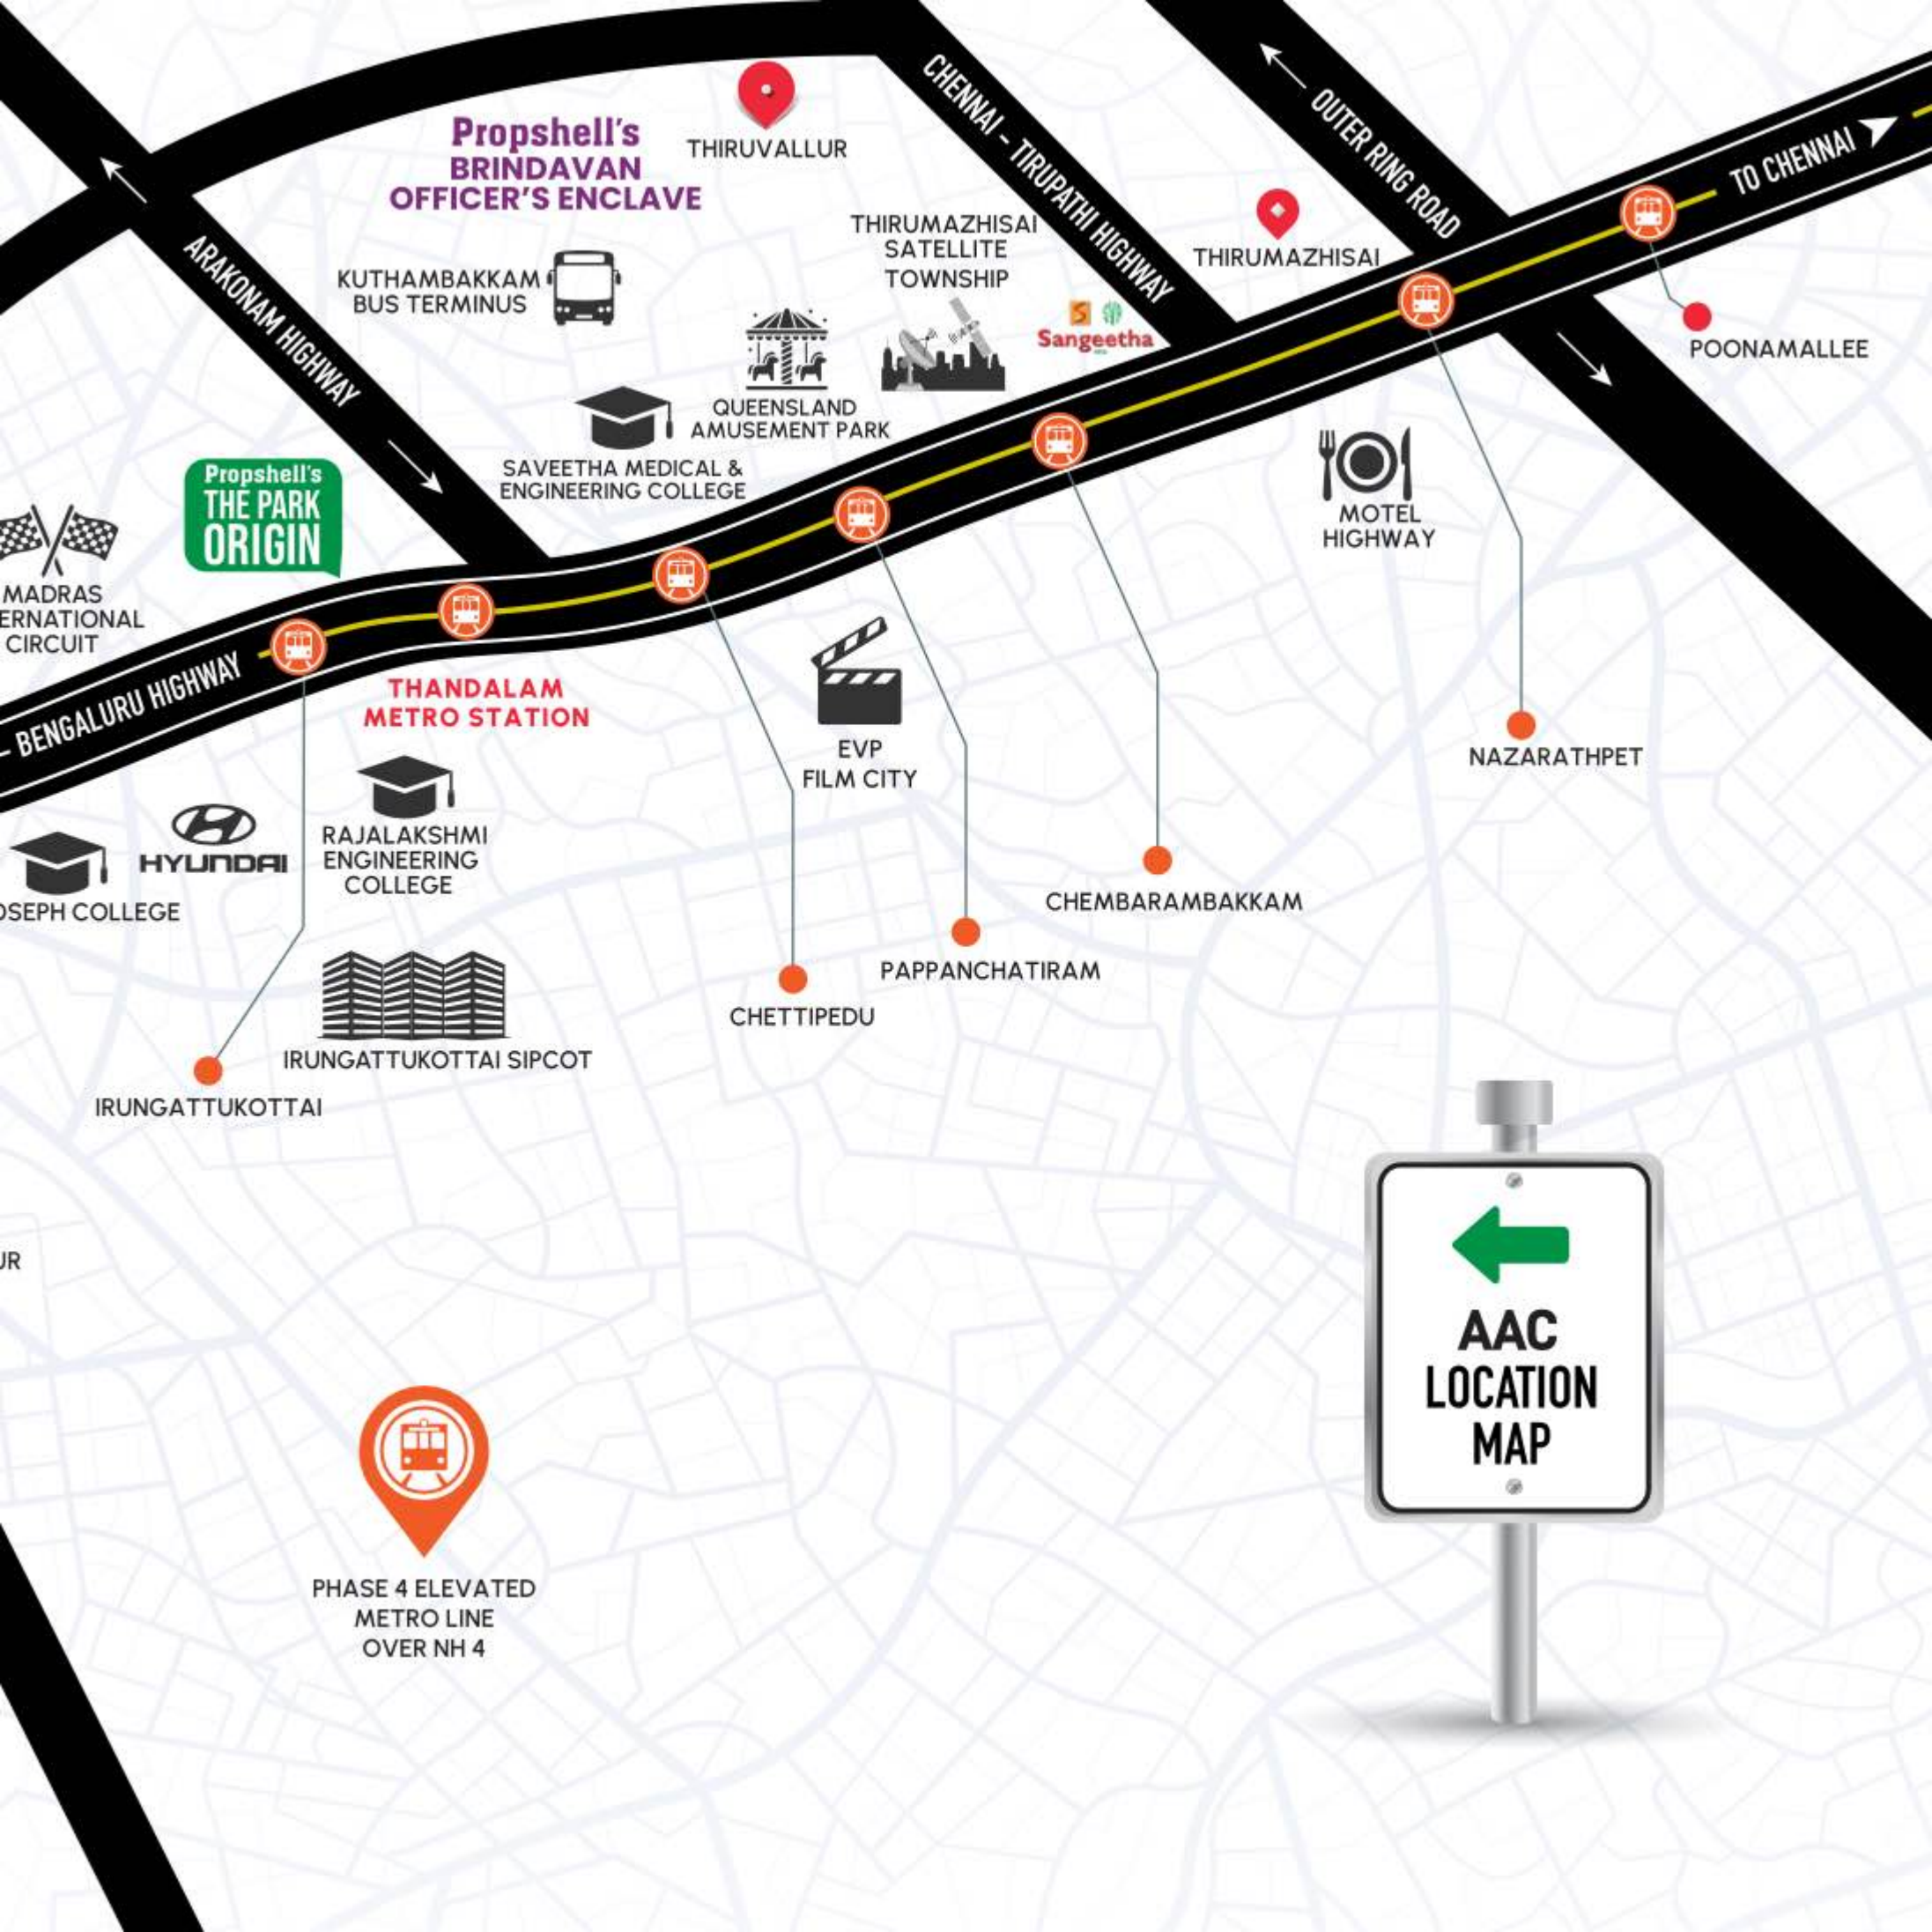 CHENNAI - TIRUPATHI HIGHWAY
OUTER RING ROAD
TO CHENNAI
Propshell's
BRINDAVAN
OFFICER'S ENCLAVE
THIRUVALLUR
THIRUMAZHISAI
SATELLITE
TOWNSHIP
THIRUMAZHISAI
KUTHAMBAKKAM
BUS TERMINUS
ARAKONAM HIGHWAY
Sangeetha
POONAMALLEE
QUEENSLAND
AMUSEMENT PARK
SAVEETHA MEDICAL &
ENGINEERING COLLEGE
Propshell's
THE PARK
ORIGIN
MOTEL
HIGHWAY
MADRAS
ERNATIONAL
CIRCUIT
BENGALURU HIGHWAY
THANDALAM
METRO STATION
EVP
FILM CITY
NAZARATHPET
HYUNDAI
RAJALAKSHMI
ENGINEERING
COLLEGE
OSEPH COLLEGE
CHEMBARAMBAKKAM
PAPPANCHATIRAM
CHETTIPEDU
IRUNGATTUKOTTAI SIPCOT
IRUNGATTUKOTTAI
UR
AAC
LOCATION
MAP
PHASE 4 ELEVATED
METRO LINE
OVER NH 4